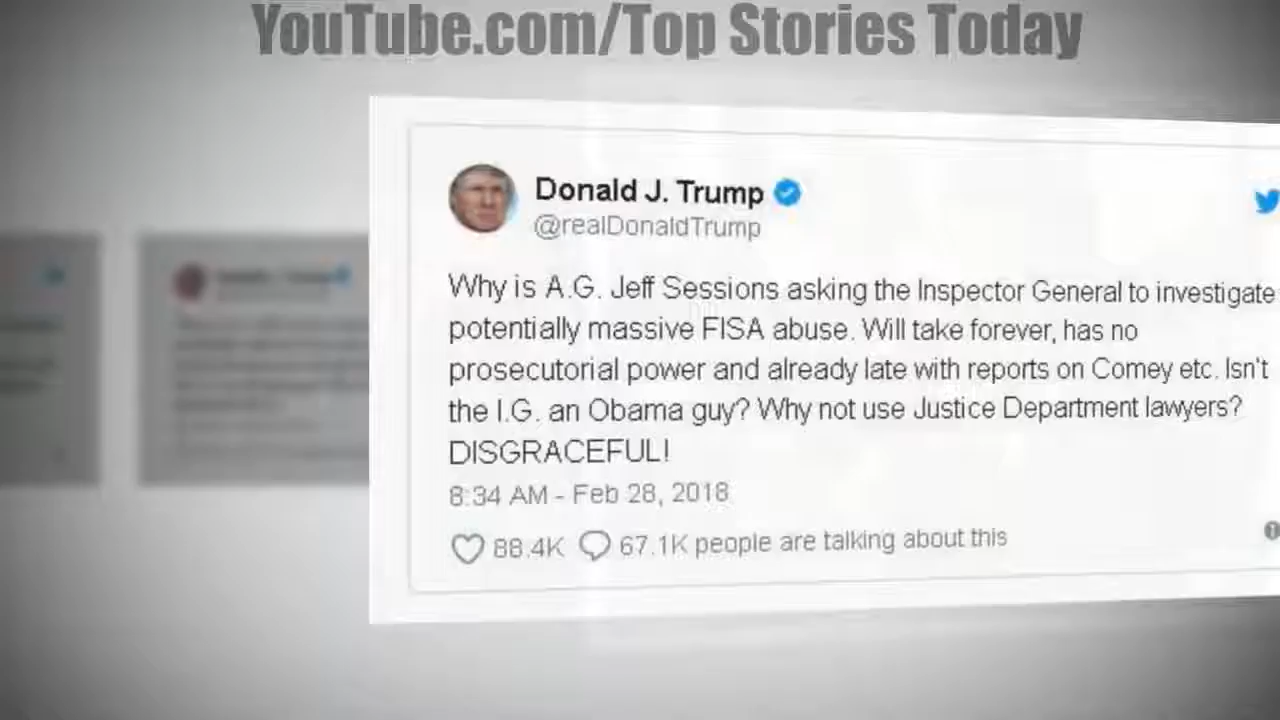 YouTube.com/Top Stories Today
Donald J. Trump
@realDonaldTrump
Why is A.G. Jeff Sessions asking the Inspector General to investigate
potentially massive FISA abuse. Will take forever, has no
prosecutorial power and already late with reports on Comey etc. Isn't
the I.G. an Obama guy? Why not use Justice Department lawyers?
DISGRACEFUL!
8:34 AM - Feb 28, 2018
88.4K 67.1K people are talking about this